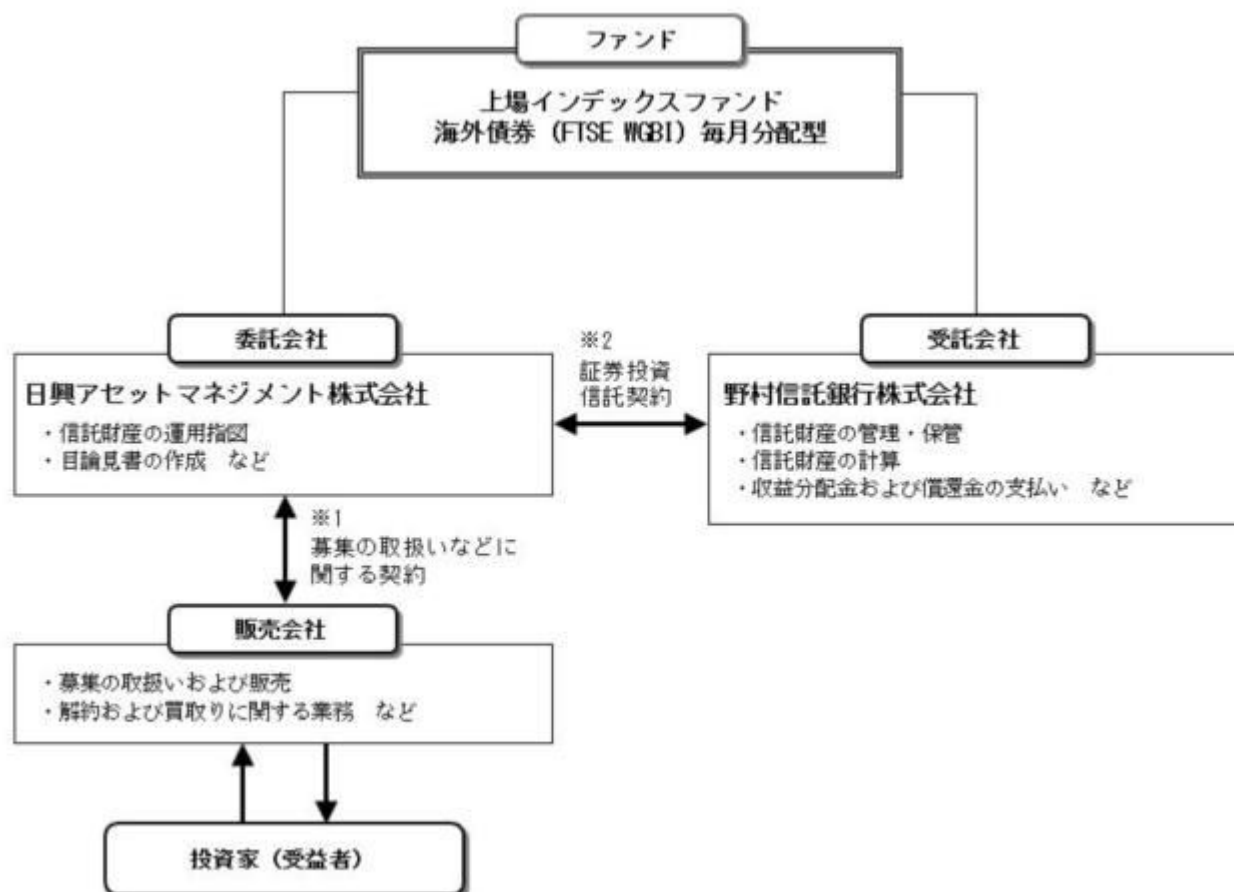 ファンド
上場インデックスファンド
海外債券（FTSE WGBI）毎月分配型
委託会社
日興アセットマネジメント株式会社
・信託財産の運用指図
・目論見書の作成　など
※2
証券投資
信託契約
受託会社
野村信託銀行株式会社
・信託財産の管理・保管
・信託財産の計算
・収益分配金および償還金の支払い　など
※1
募集の取扱いなどに
関する契約
販売会社
・募集の取扱いおよび販売
・解約および買取りに関する業務　など
投資家（受益者）